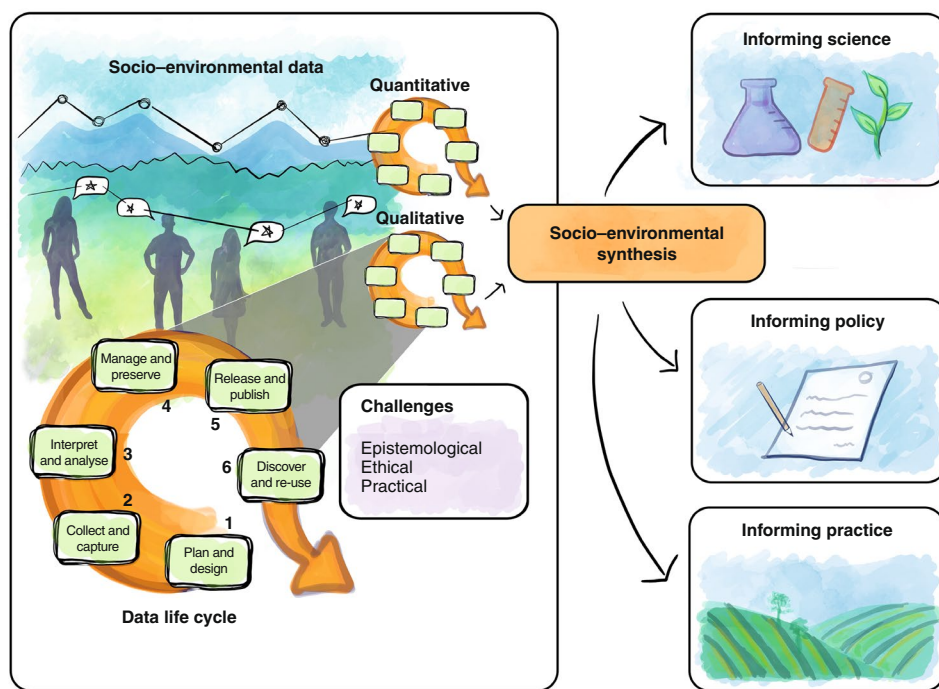 Socio–environmental data
Quantitative
Qualitative
Manage and
preserve
4
Release and
publish
5
Interpret
and analyse
3
6
Discover
and re-use
2
Collect and
capture
1
Plan and
design
Data life cycle
Challenges
Epistemological
Ethical
Practical
Socio–environmental
synthesis
Informing science
Informing policy
Informing practice